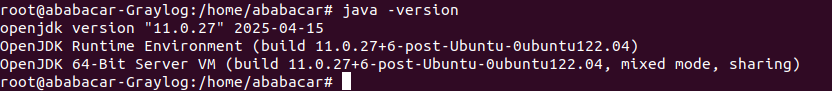 root@ababacar-Graylog:/home/ababacar# java -version
openjdk version "11.0.27" 2025-04-15
OpenJDK Runtime Environment (build 11.0.27+6-post-Ubuntu-0ubuntu122.04)
OpenJDK 64-Bit Server VM (build 11.0.27+6-post-Ubuntu-0ubuntu122.04, mixed mode, sharing)
root@ababacar-Graylog:/home/ababacar#